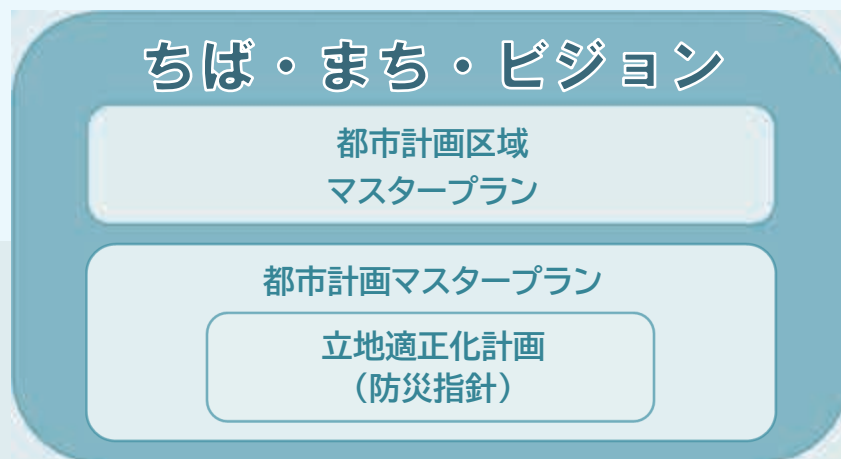 ちば・まち・ビジョン
都市計画区域
マスタープラン
都市計画マスタープラン
立地適正化計画
（防災指針）